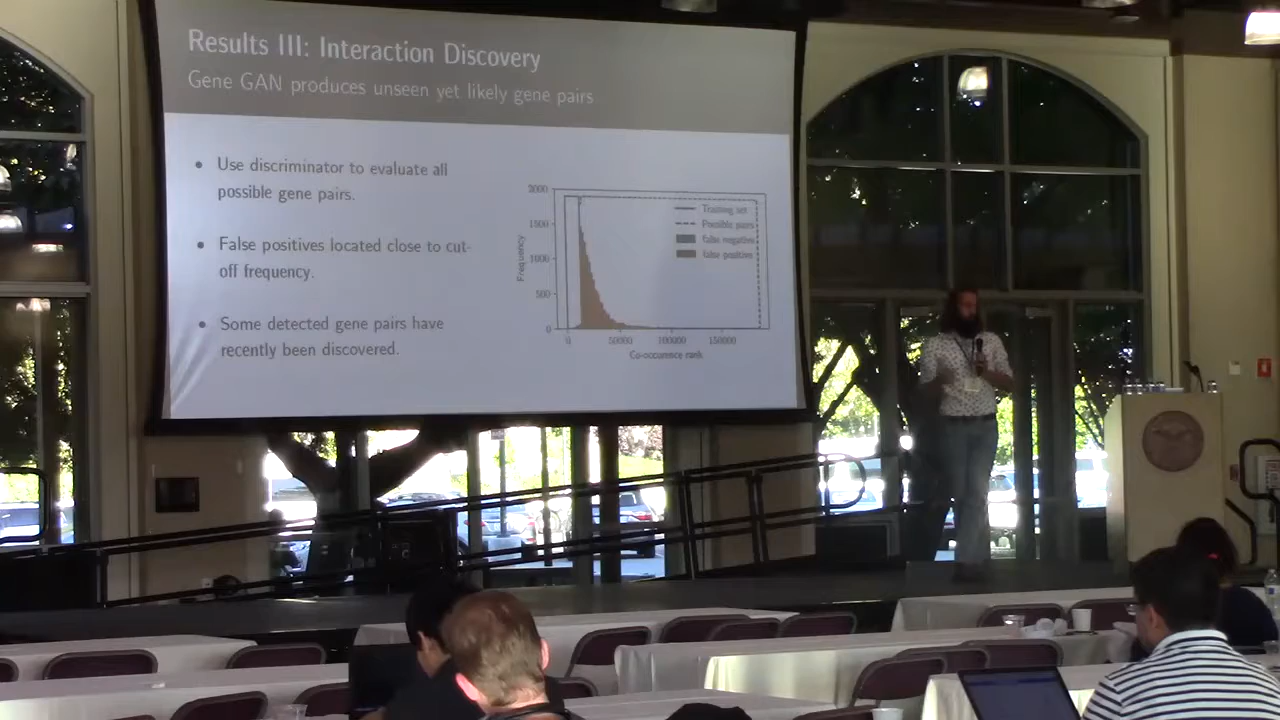 Results III: Interaction Discovery
Gene GAN produces unseen yet likely gene pairs
• Use discriminator to evaluate all
possible gene pairs.
• False positives located close to cut-
off frequency.
• Some detected gene pairs have
recently been discovered.
2000
1500
1000
500
0
Frequency
Training set
Possible pairs
false negative
false positive
0 50000 100000 150000
Co-occurence rank